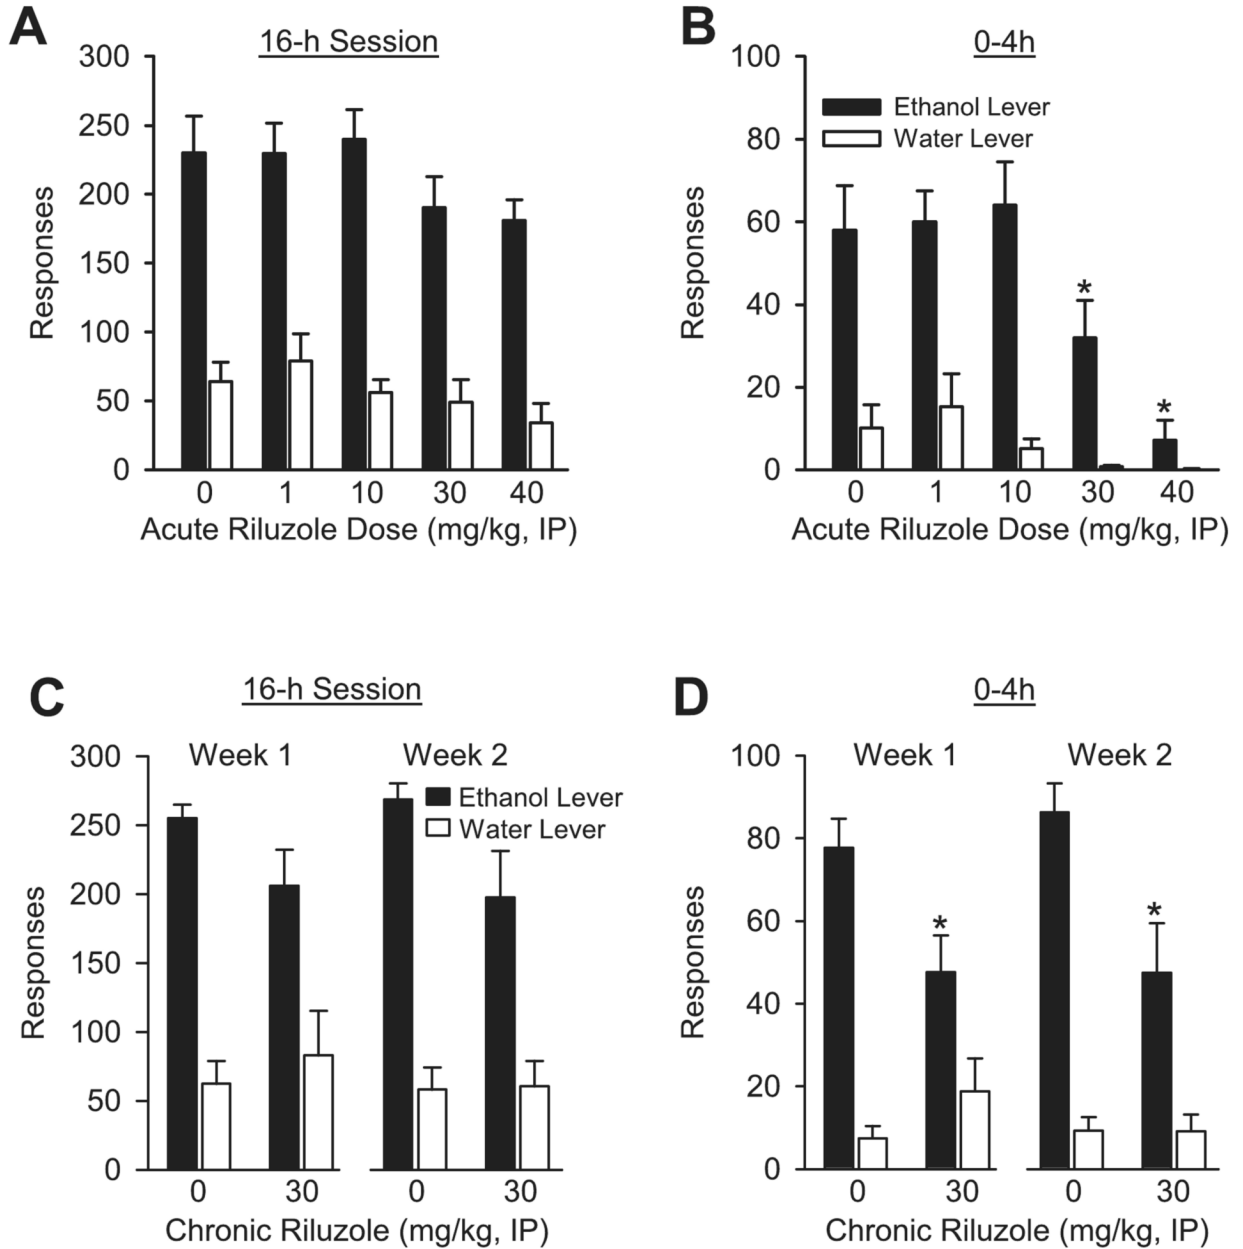 A
16-h Session
300
250
200
150
100
50
0
Responses
0 1 10 30 40
Acute Riluzole Dose (mg/kg, IP)
B
0-4h
100
80
60
40
20
0
Responses
Ethanol Lever
Water Lever
*
*
0 1 10 30 40
Acute Riluzole Dose (mg/kg, IP)
C
16-h Session
300
250
200
150
100
50
0
Responses
Week 1
Week 2
Ethanol Lever
Water Lever
0 30 0 30
Chronic Riluzole (mg/kg, IP)
D
0-4h
100
80
60
40
20
0
Responses
Week 1
Week 2
*
*
0 30 0 30
Chronic Riluzole (mg/kg, IP)